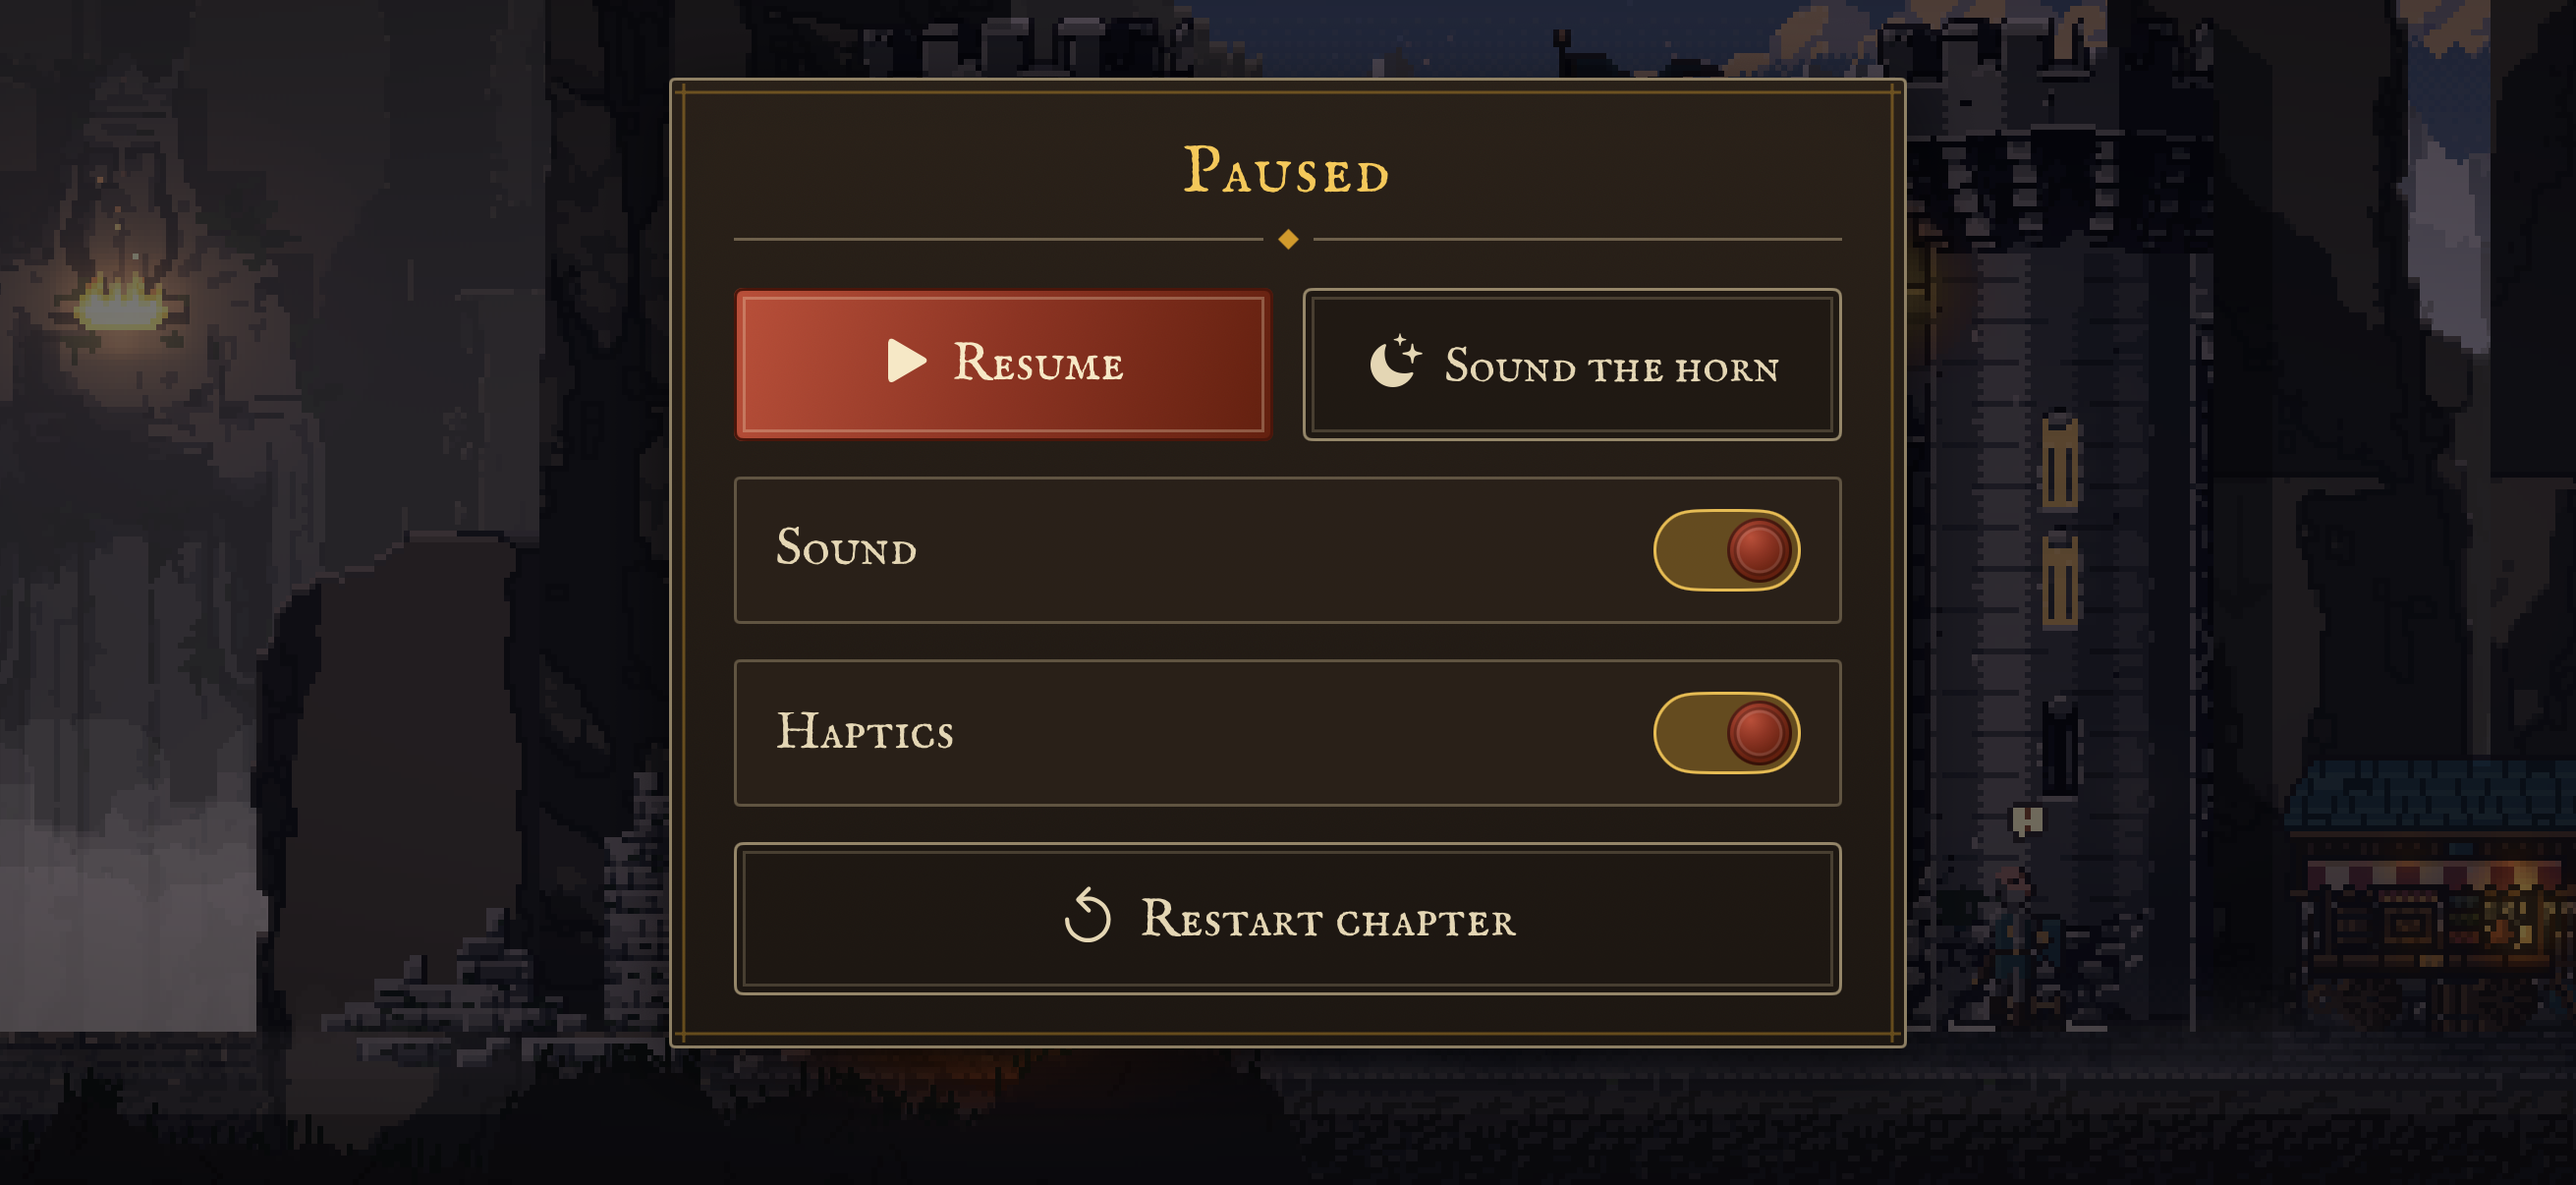 Paused
Resume
Sound the horn
Sound
Haptics
Restart chapter